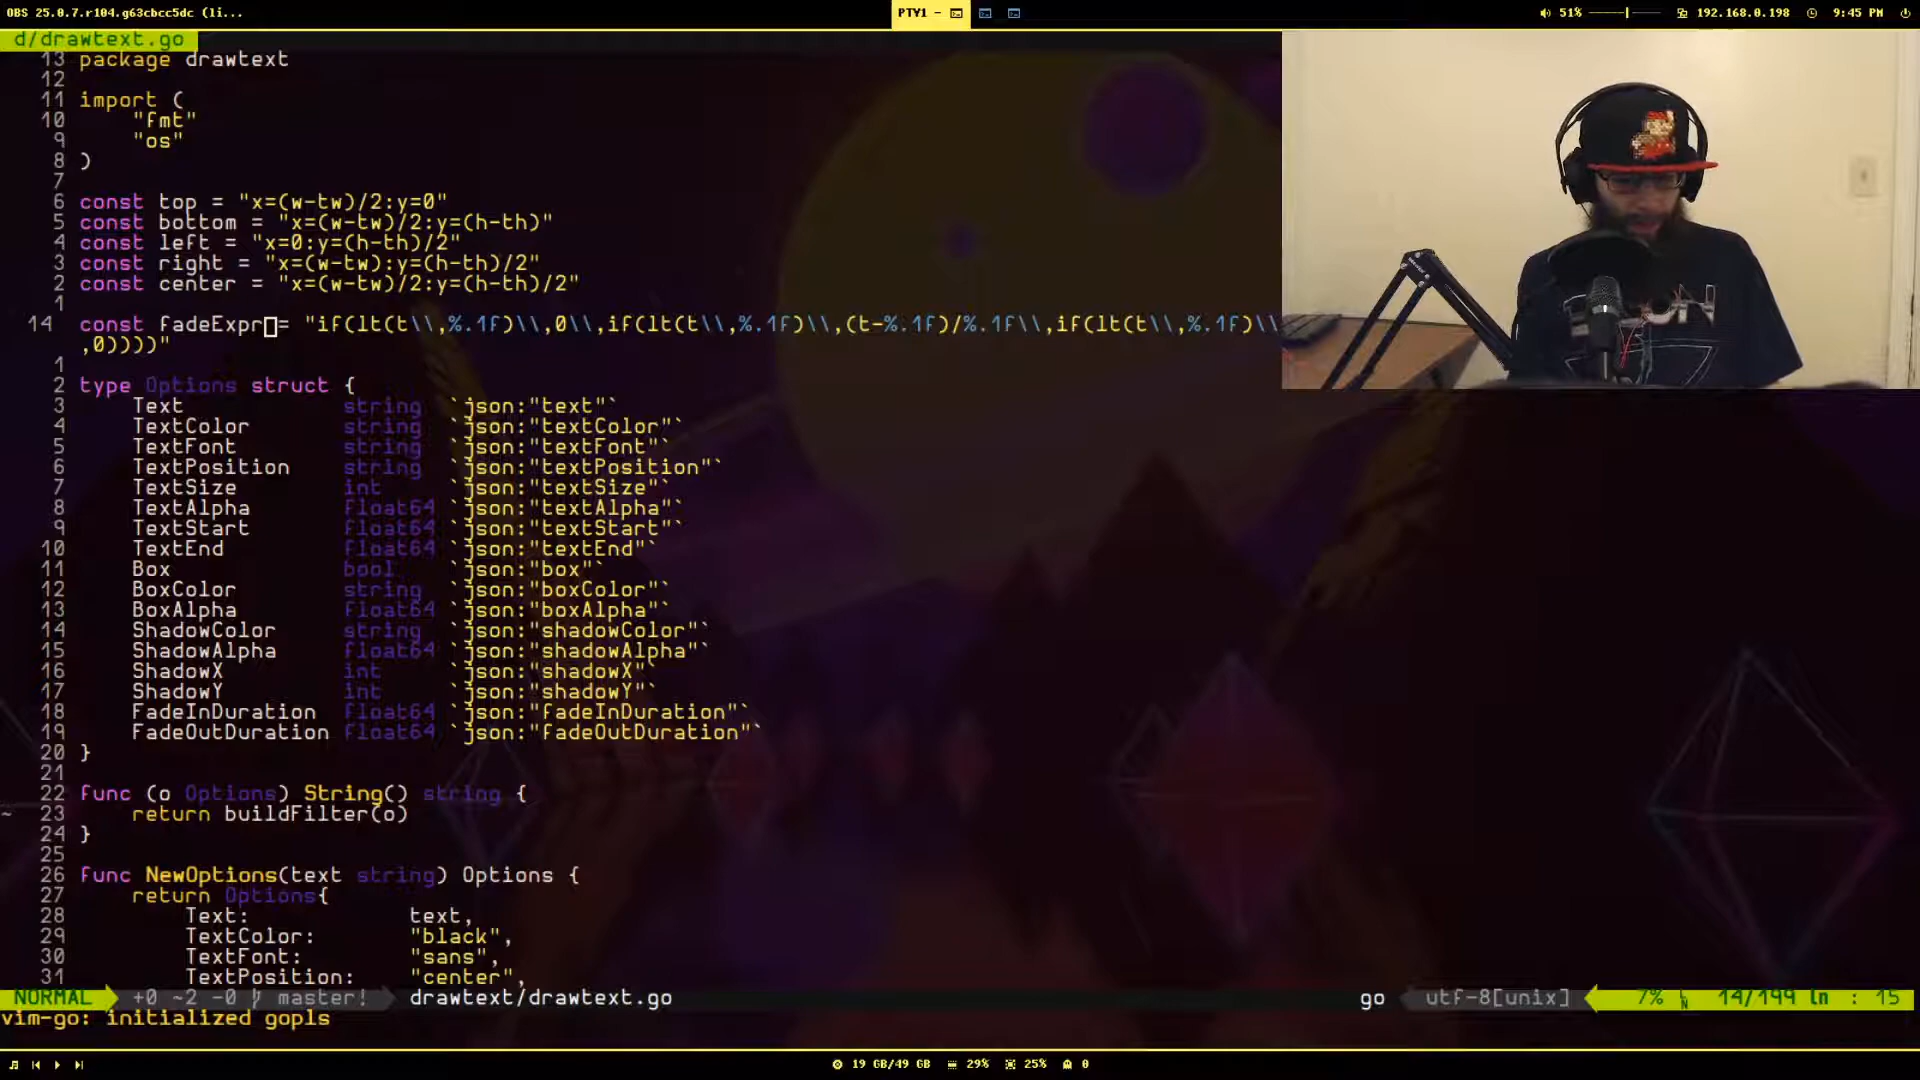 OBS 25.0.7.r104.g63cbcc5dc (li...
PTY1 -
51%
192.168.0.198
9:45 PM
d/drawtext.go
13 package drawtext
12
11 import (
10 "fmt"
9 "os"
8 )
7
6 const top = "x=(w-tw)/2:y=0"
5 const bottom = "x=(w-tw)/2:y=(h-th)"
4 const left = "x=0:y=(h-th)/2"
3 const right = "x=(w-tw):y=(h-th)/2"
2 const center = "x=(w-tw)/2:y=(h-th)/2"
1
14 const fadeExpr = "if(lt(t\\,%.1f)\\,0\\,if(lt(t\\,%.1f)\\,(t-%.1f)/%.1f\\,if(lt(t\\,%.1f)\\
,0))))"
1
2 type Options struct {
3 Text string `json:"text"`
4 TextColor string `json:"textColor"`
5 TextFont string `json:"textFont"`
6 TextPosition string `json:"textPosition"`
7 TextSize int `json:"textSize"`
8 TextAlpha float64 `json:"textAlpha"`
9 TextStart float64 `json:"textStart"`
10 TextEnd float64 `json:"textEnd"`
11 Box bool `json:"box"`
12 BoxColor string `json:"boxColor"`
13 BoxAlpha float64 `json:"boxAlpha"`
14 ShadowColor string `json:"shadowColor"`
15 ShadowAlpha float64 `json:"shadowAlpha"`
16 ShadowX int `json:"shadowX"`
17 ShadowY int `json:"shadowY"`
18 FadeInDuration float64 `json:"fadeInDuration"`
19 FadeOutDuration float64 `json:"fadeOutDuration"`
20 }
21
22 func (o Options) String() string {
~ 23 return buildFilter(o)
24 }
25
26 func NewOptions(text string) Options {
27 return Options{
28 Text: text,
29 TextColor: "black",
30 TextFont: "sans",
31 TextPosition: "center",
NORMAL +0 ~2 -0 master! drawtext/drawtext.go go utf-8[unix] 7% 14/199 ln : 15
vim-go: initialized gopls
19 GB/49 GB 29% 25% 0